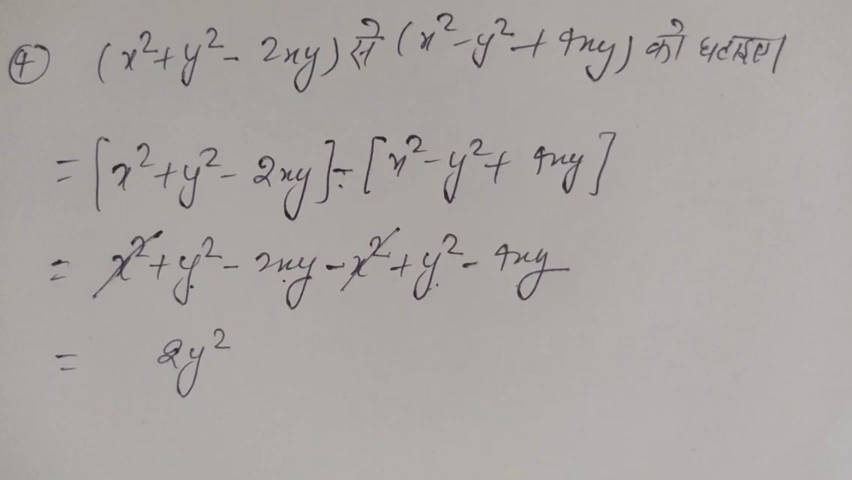 ④ (x²+y²- 2xy) से (x²-y²+ 4xy) को घटाइए।
= [x²+y²- 2xy] - [x²-y²+ 4xy]
= x²+y²- 2xy - x²+y²- 4xy
= 2y²